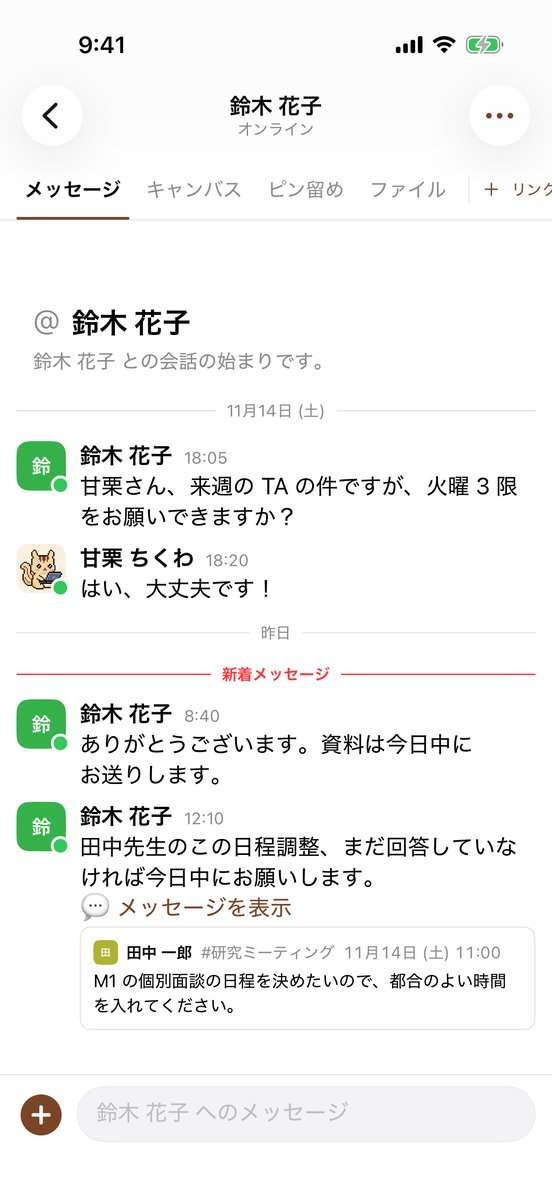 9:41
鈴木 花子
オンライン
メッセージ
キャンバス
ピン留め
ファイル
+ リンク
@ 鈴木 花子
鈴木 花子 との会話の始まりです。
11月14日 (土)
鈴
鈴木 花子 18:05
甘栗さん、来週の TA の件ですが、火曜 3 限
をお願いできますか？
甘栗 ちくわ 18:20
はい、大丈夫です！
昨日
新着メッセージ
鈴
鈴木 花子 8:40
ありがとうございます。資料は今日中に
お送りします。
鈴
鈴木 花子 12:10
田中先生のこの日程調整、まだ回答していな
ければ今日中にお願いします。
💬 メッセージを表示
田
田中 一郎 #研究ミーティング 11月14日 (土) 11:00
M1 の個別面談の日程を決めたいので、都合のよい時間
を入れてください。
鈴木 花子 へのメッセージ